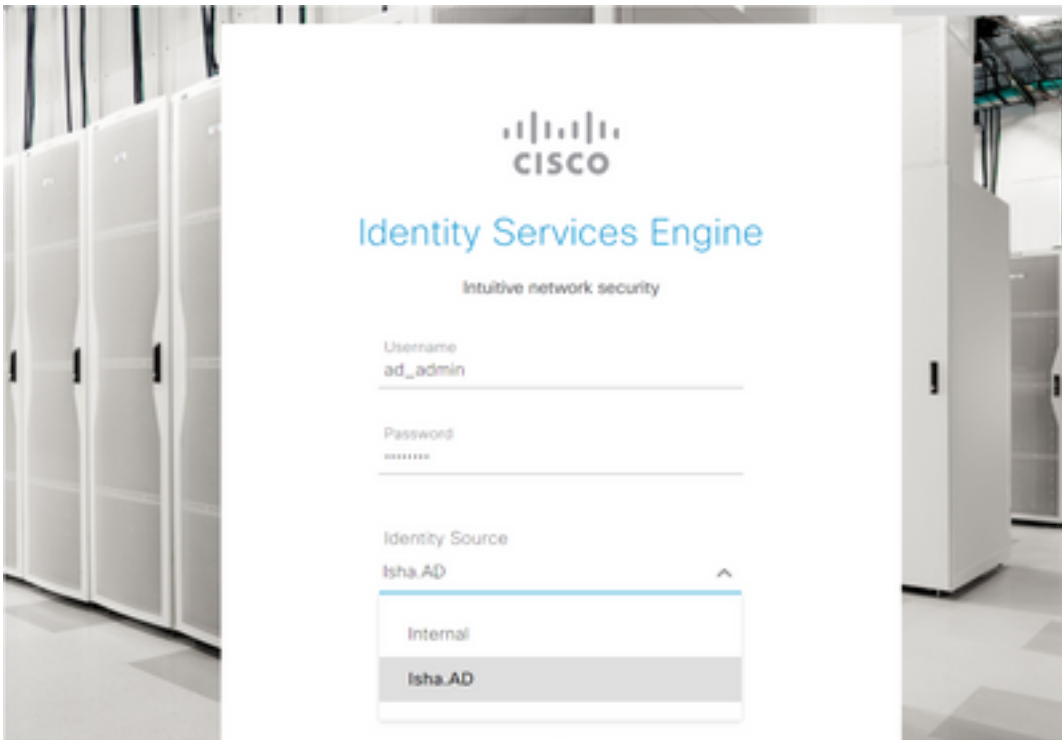 CISCO
Identity Services Engine
Intuitive network security
Username
ad_admin
Password
Identity Source
Isha.AD
Internal
Isha.AD